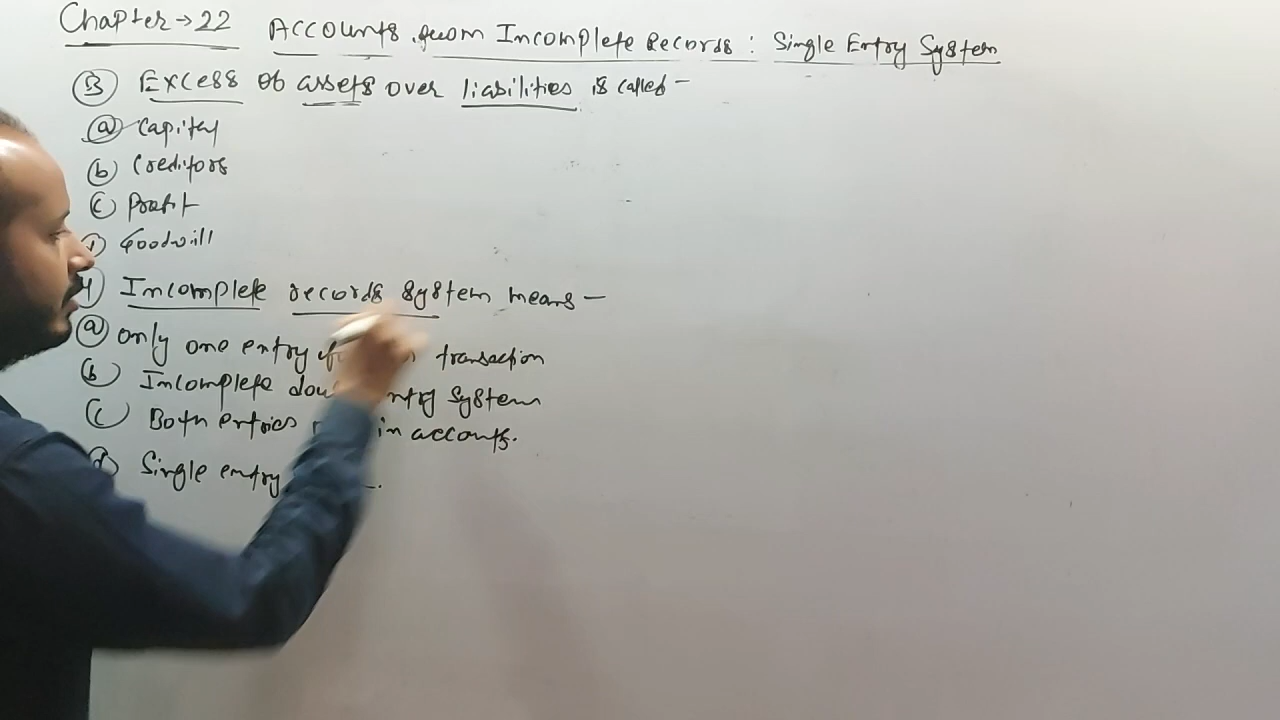 Chapter → 22 Accounts from Incomplete Records : Single Entry System
3 Excess of assets over liabilities is called -
a Capital
b Creditors
c Profit
d Goodwill
4 Incomplete records system means -
a only one entry transaction
b Incomplete entry system
c Both entries in accounts.
d Single entry